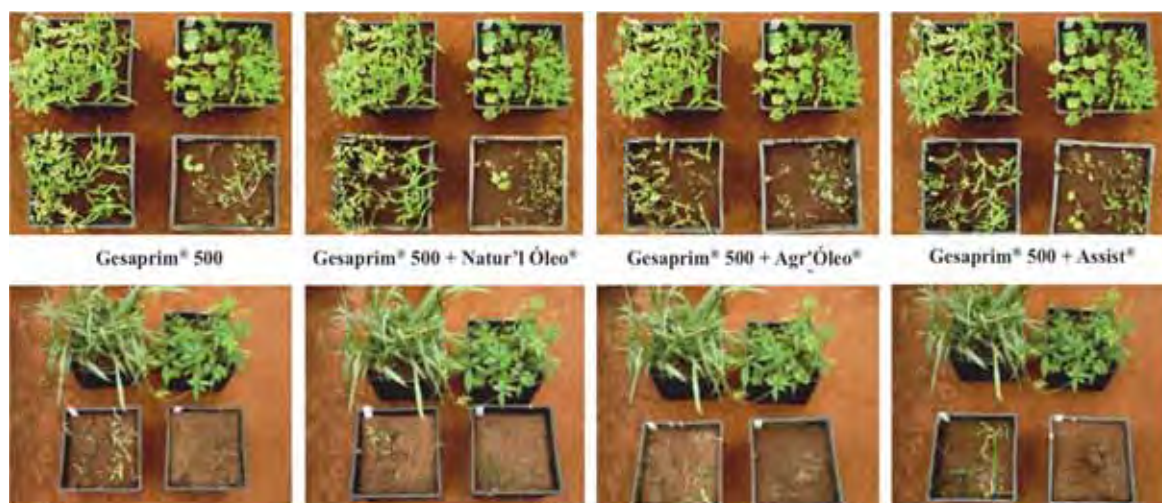 Gesaprim® 500
Gesaprim® 500 + Natur'l Óleo®
Gesaprim® 500 + Agr'Óleo®
Gesaprim® 500 + Assist®